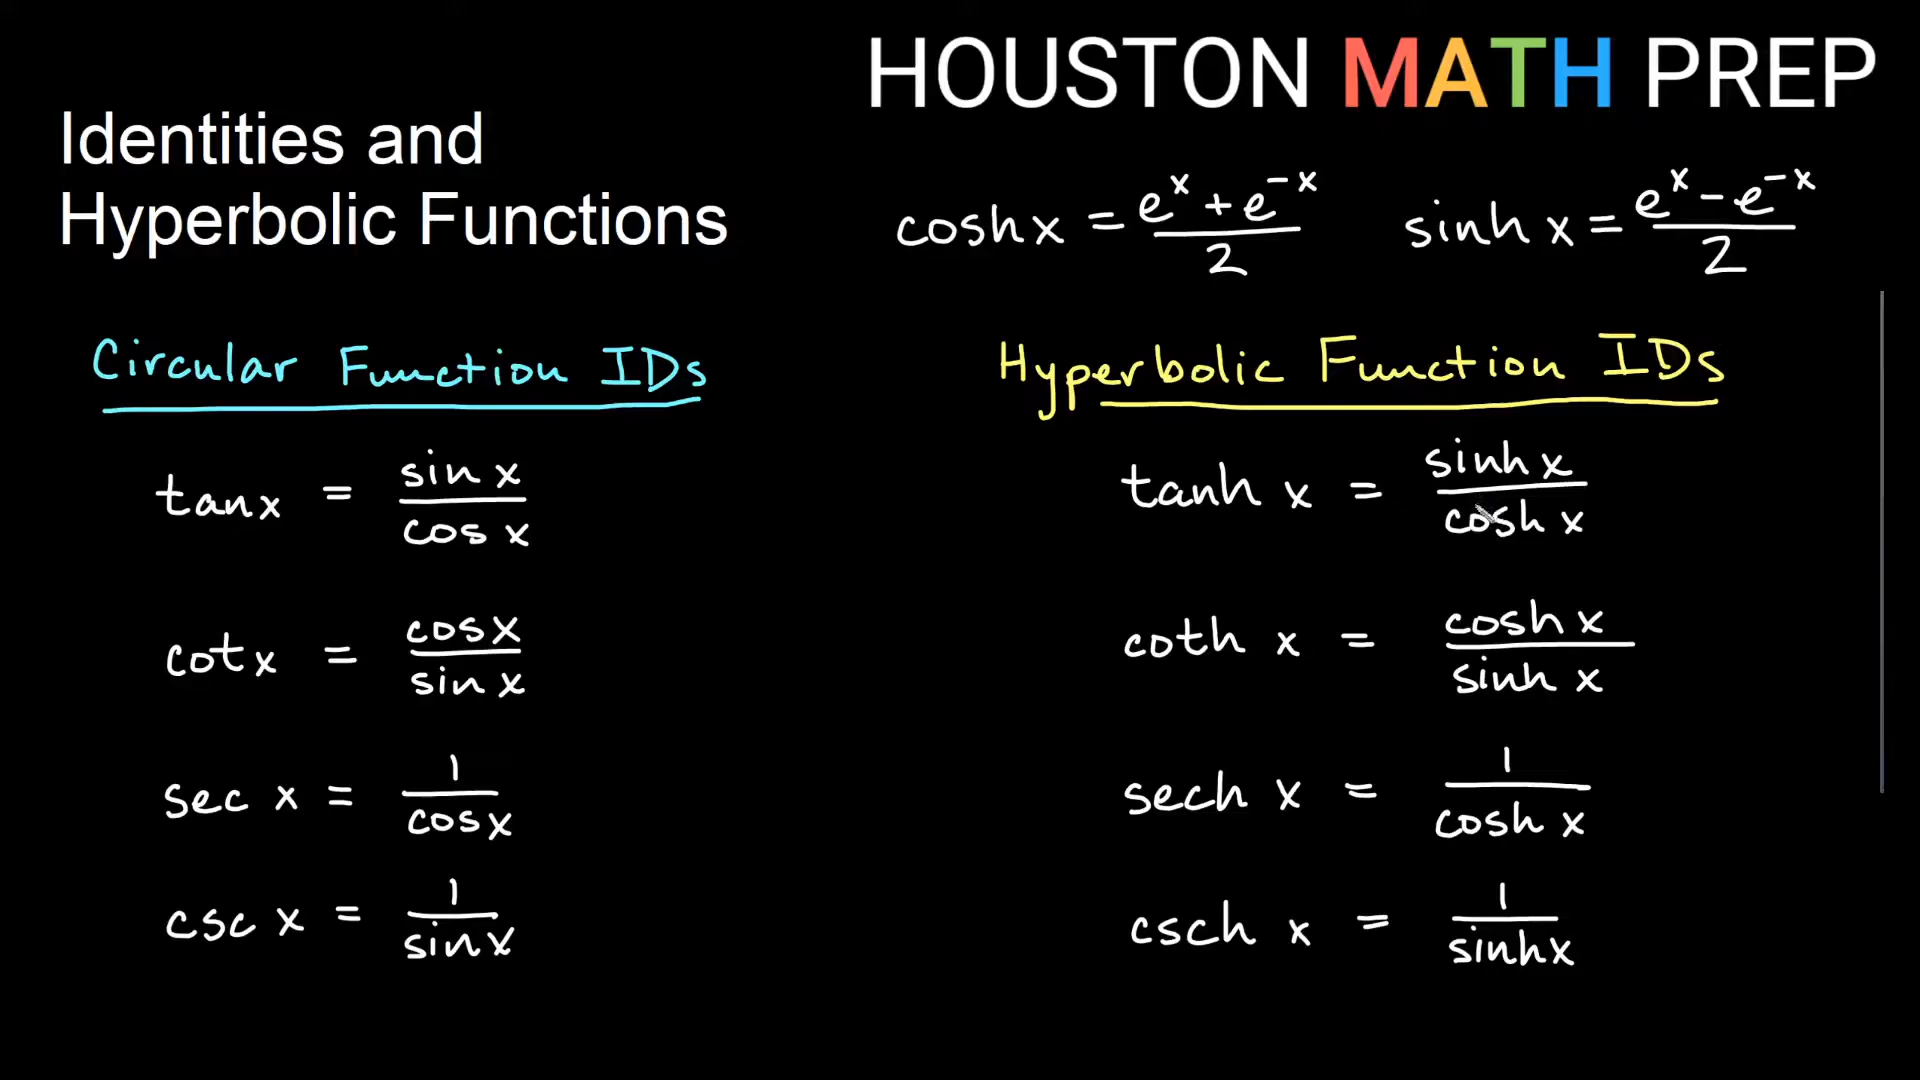 HOUSTON MATH PREP
Identities and
Hyperbolic Functions
cosh x = (e^x + e^-x)/2 sinh x = (e^x - e^-x)/2
Circular Function IDs
tan x = sin x / cos x
cot x = cos x / sin x
sec x = 1 / cos x
csc x = 1 / sin x
Hyperbolic Function IDs
tanh x = sinh x / cosh x
coth x = cosh x / sinh x
sech x = 1 / cosh x
csch x = 1 / sinh x